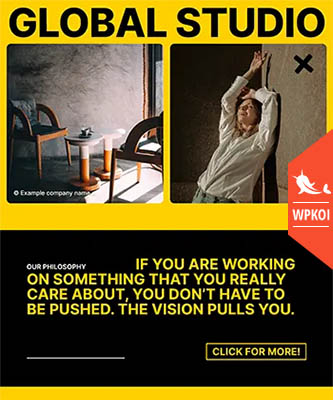 GLOBAL STUDIO
© Example company name
WPKOI
OUR PHILOSOPHY
IF YOU ARE WORKING
ON SOMETHING THAT YOU REALLY
CARE ABOUT, YOU DON'T HAVE TO
BE PUSHED. THE VISION PULLS YOU.
CLICK FOR MORE!